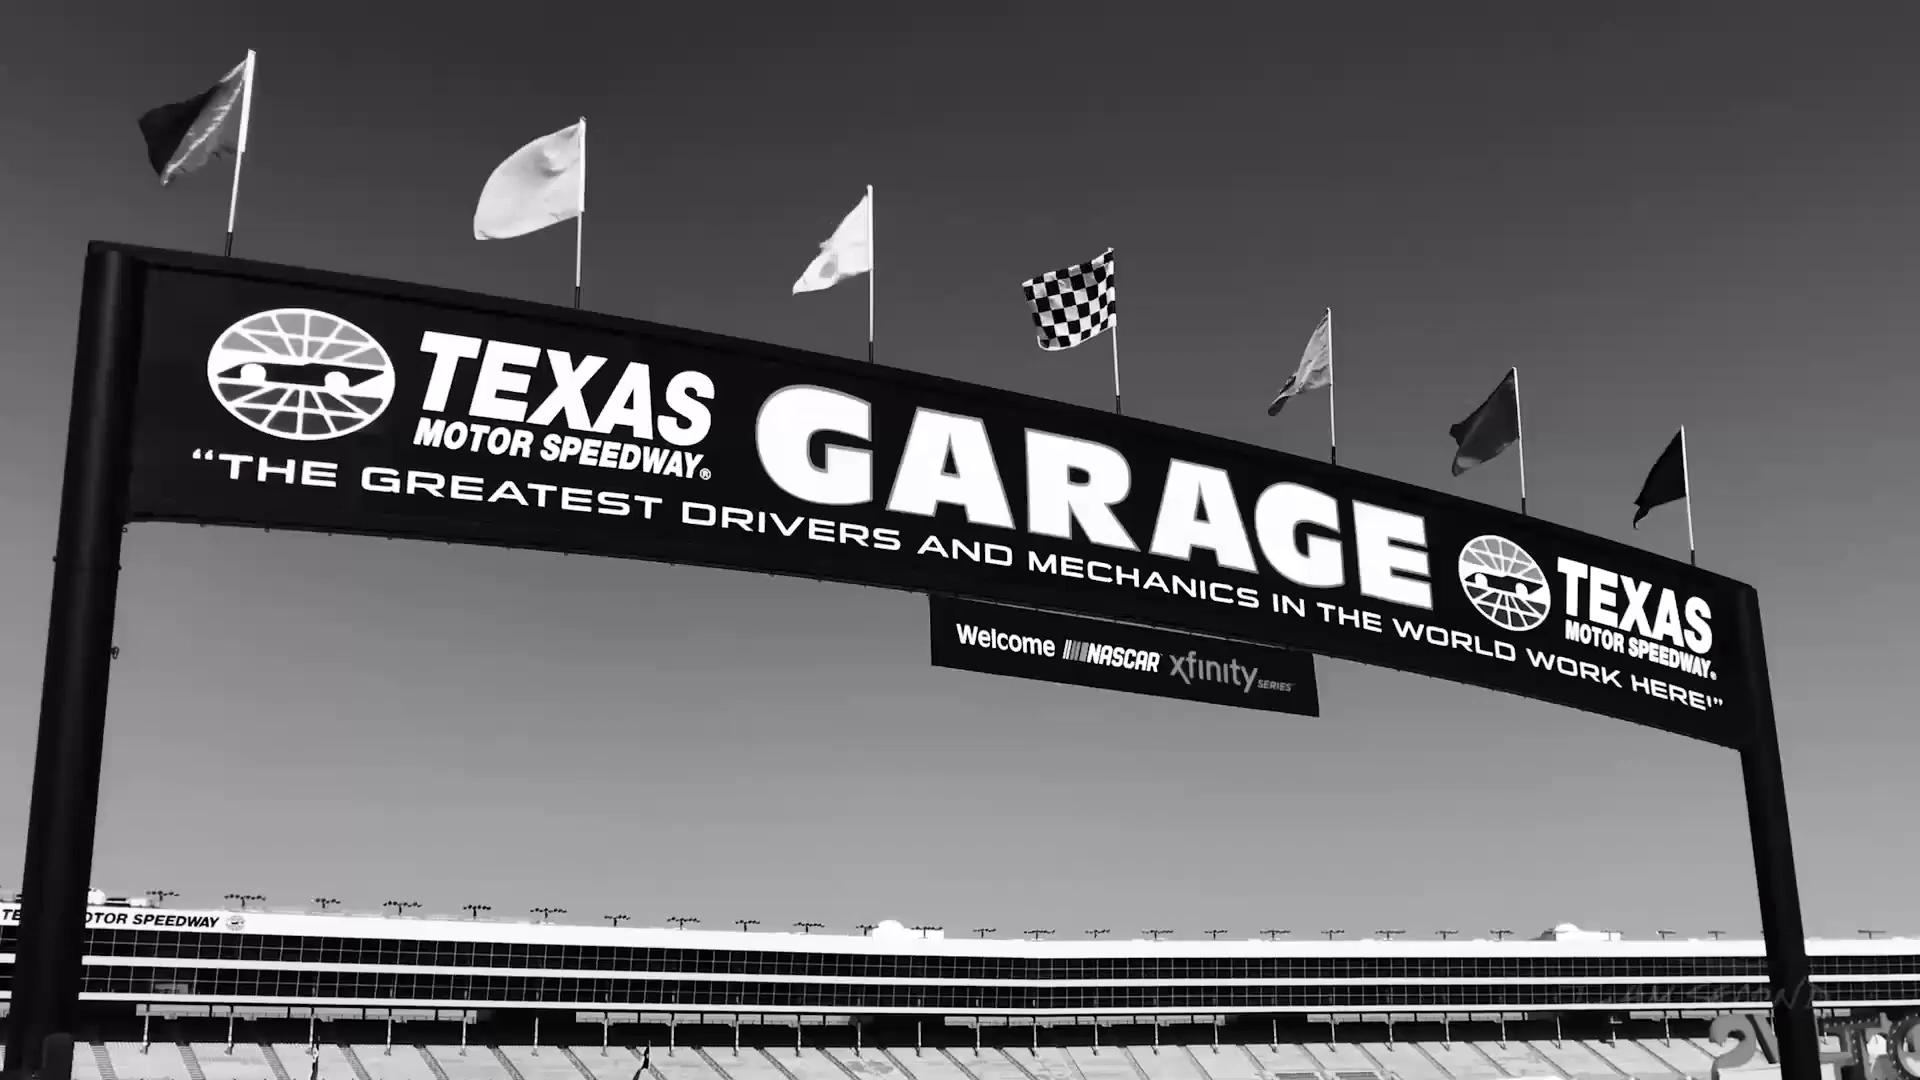 TEXAS
MOTOR SPEEDWAY®
GARAGE
TEXAS
MOTOR SPEEDWAY®
“THE GREATEST DRIVERS AND MECHANICS IN THE WORLD WORK HERE!”
Welcome NASCAR xfinity SERIES
OTOR SPEEDWAY